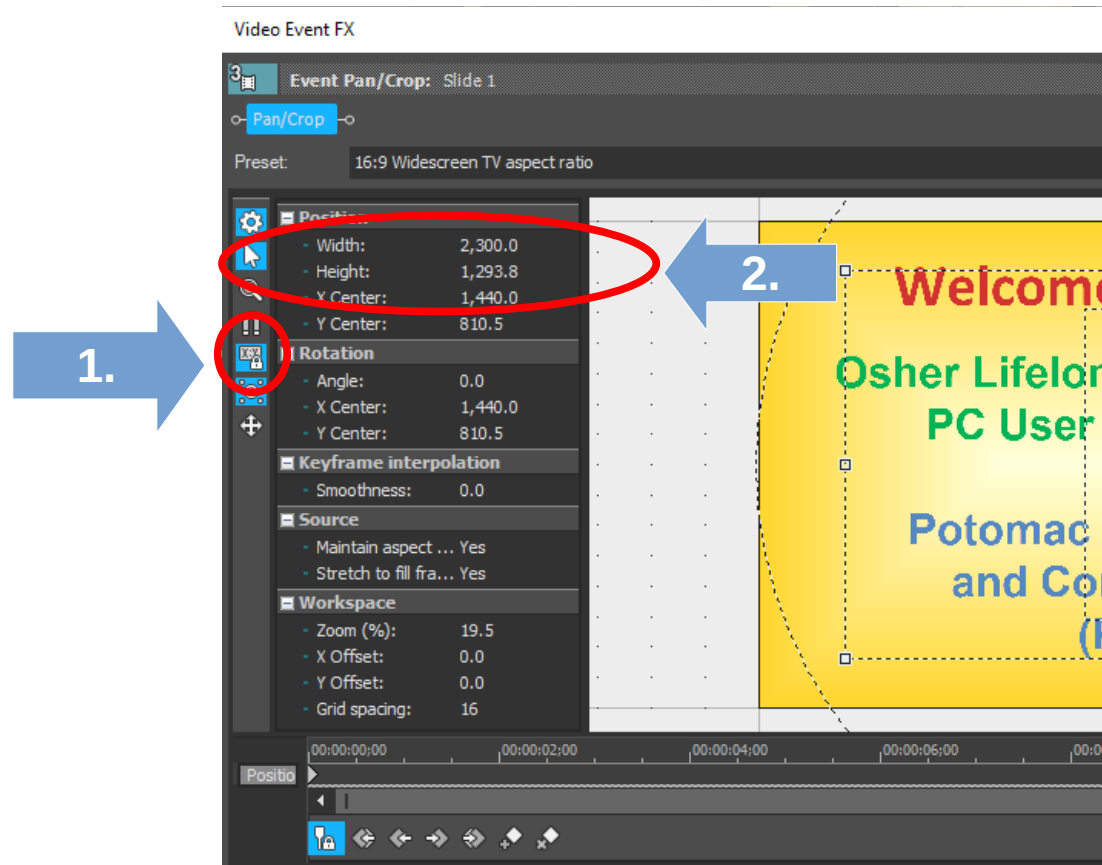 Video Event FX
3
Event Pan/Crop: Slide 1
Pan/Crop
Preset: 16:9 Widescreen TV aspect ratio
Position
Width: 2,300.0
Height: 1,293.8
X Center: 1,440.0
Y Center: 810.5
Rotation
Angle: 0.0
X Center: 1,440.0
Y Center: 810.5
Keyframe interpolation
Smoothness: 0.0
Source
Maintain aspect ... Yes
Stretch to fill fra... Yes
Workspace
Zoom (%): 19.5
X Offset: 0.0
Y Offset: 0.0
Grid spacing: 16
1.
2.
Welcome
Osher Lifelon
PC User
Potomac
and Co
00:00:00;00 00:00:02;00 00:00:04;00 00:00:06;00
Positio